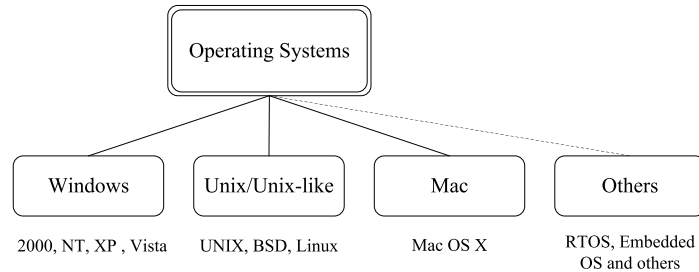 Operating Systems
Windows
Unix/Unix-like
Mac
Others
2000, NT, XP , Vista
UNIX, BSD, Linux
Mac OS X
RTOS, Embedded
OS and others